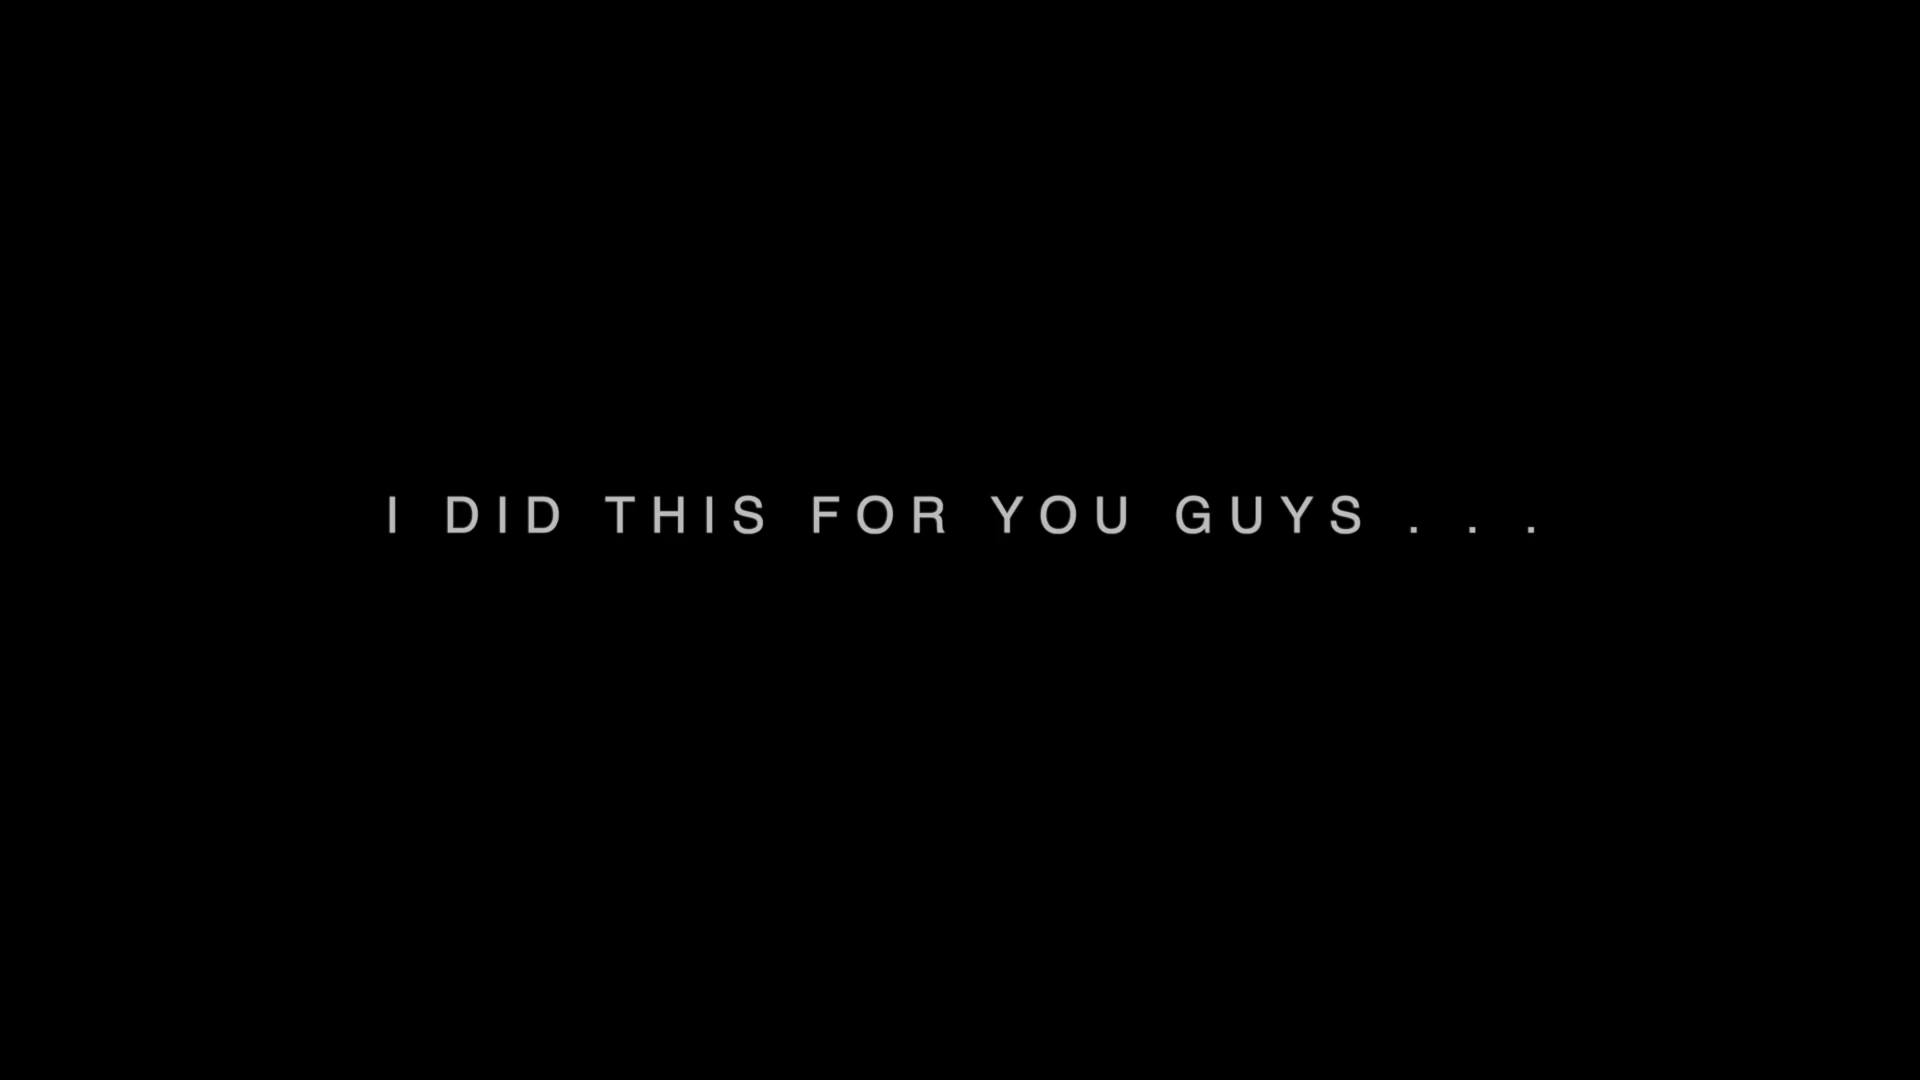 I DID THIS FOR YOU GUYS . . .